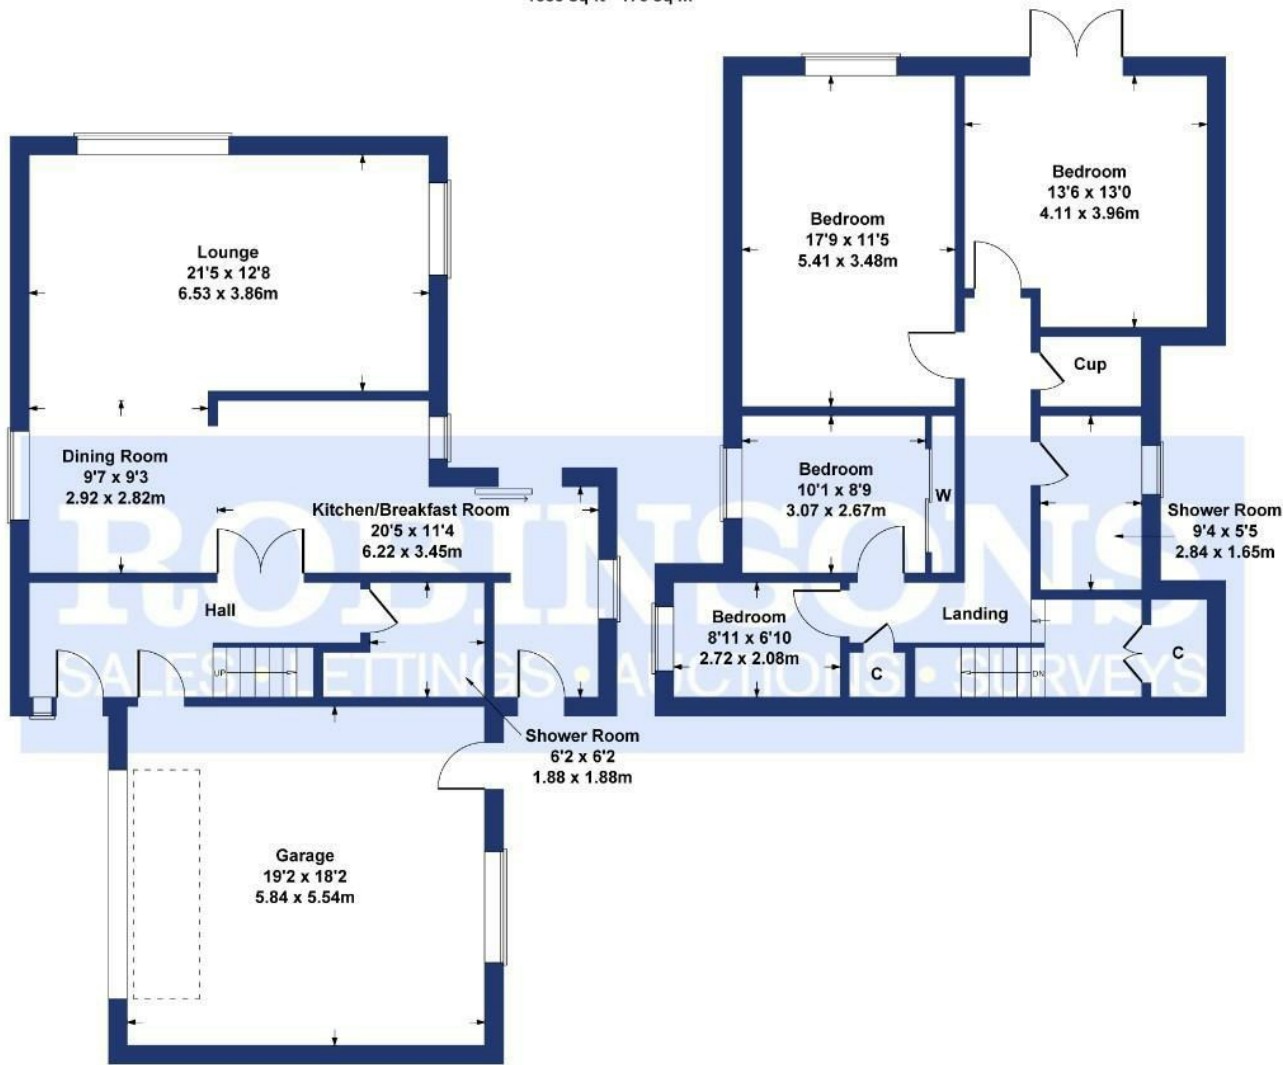 Lounge
21'5 x 12'8
6.53 x 3.86m
Dining Room
9'7 x 9'3
2.92 x 2.82m
Kitchen/Breakfast Room
20'5 x 11'4
6.22 x 3.45m
Hall
UP
Shower Room
6'2 x 6'2
1.88 x 1.88m
Garage
19'2 x 18'2
5.84 x 5.54m
Bedroom
17'9 x 11'5
5.41 x 3.48m
Bedroom
13'6 x 13'0
4.11 x 3.96m
Cup
Bedroom
10'1 x 8'9
3.07 x 2.67m
W
Shower Room
9'4 x 5'5
2.84 x 1.65m
Bedroom
8'11 x 6'10
2.72 x 2.08m
Landing
C
DN
C
ROBINSONS
SALES • LETTINGS • AUCTIONS • SURVEYS